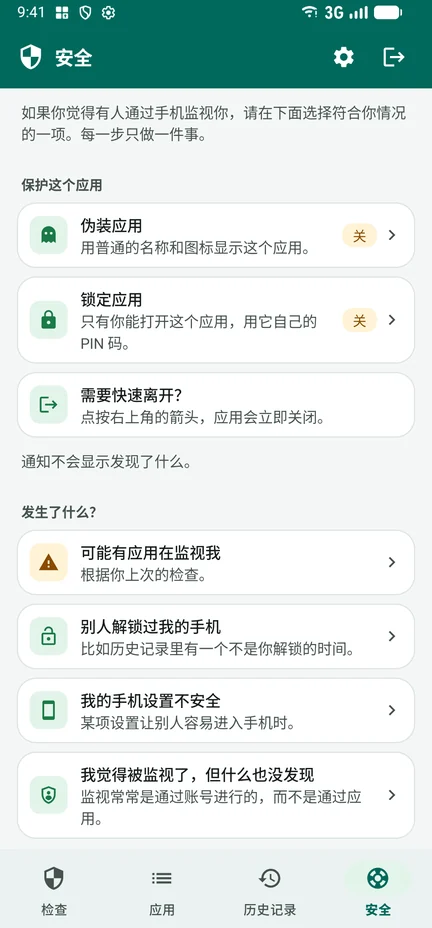 9:41
3G
安全
如果你觉得有人通过手机监视你，请在下面选择符合你情况
的一项。每一步只做一件事。
保护这个应用
伪装应用
用普通的名称和图标显示这个应用。
关
锁定应用
只有你能打开这个应用，用它自己的
PIN 码。
关
需要快速离开？
点按右上角的箭头，应用会立即关闭。
通知不会显示发现了什么。
发生了什么？
可能有应用在监视我
根据你上次的检查。
别人解锁过我的手机
比如历史记录里有一个不是你解锁的时间。
我的手机设置不安全
某项设置让别人容易进入手机时。
我觉得被监视了，但什么也没发现
监视常常是通过账号进行的，而不是通过应
用。
检查
应用
历史记录
安全